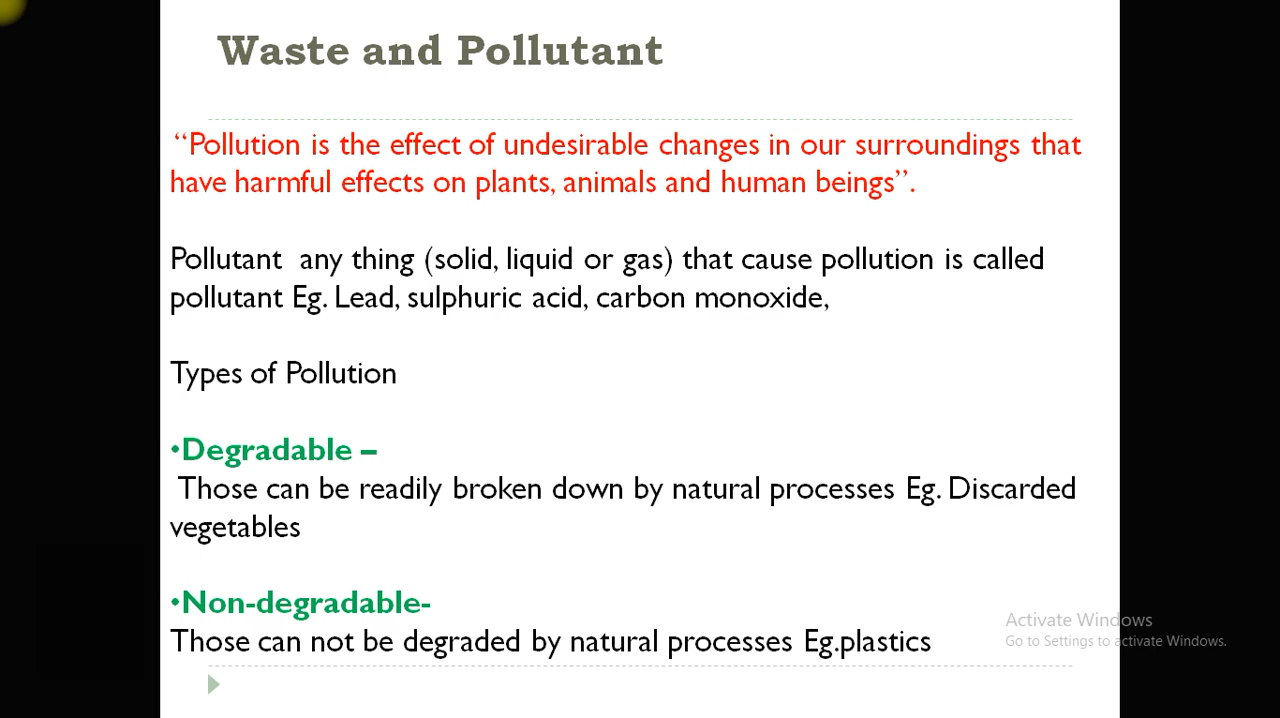 Waste and Pollutant
“Pollution is the effect of undesirable changes in our surroundings that
have harmful effects on plants, animals and human beings”.
Pollutant any thing (solid, liquid or gas) that cause pollution is called
pollutant Eg. Lead, sulphuric acid, carbon monoxide,
Types of Pollution
•Degradable –
Those can be readily broken down by natural processes Eg. Discarded
vegetables
•Non-degradable-
Those can not be degraded by natural processes Eg.plastics
Activate Windows
Go to Settings to activate Windows.